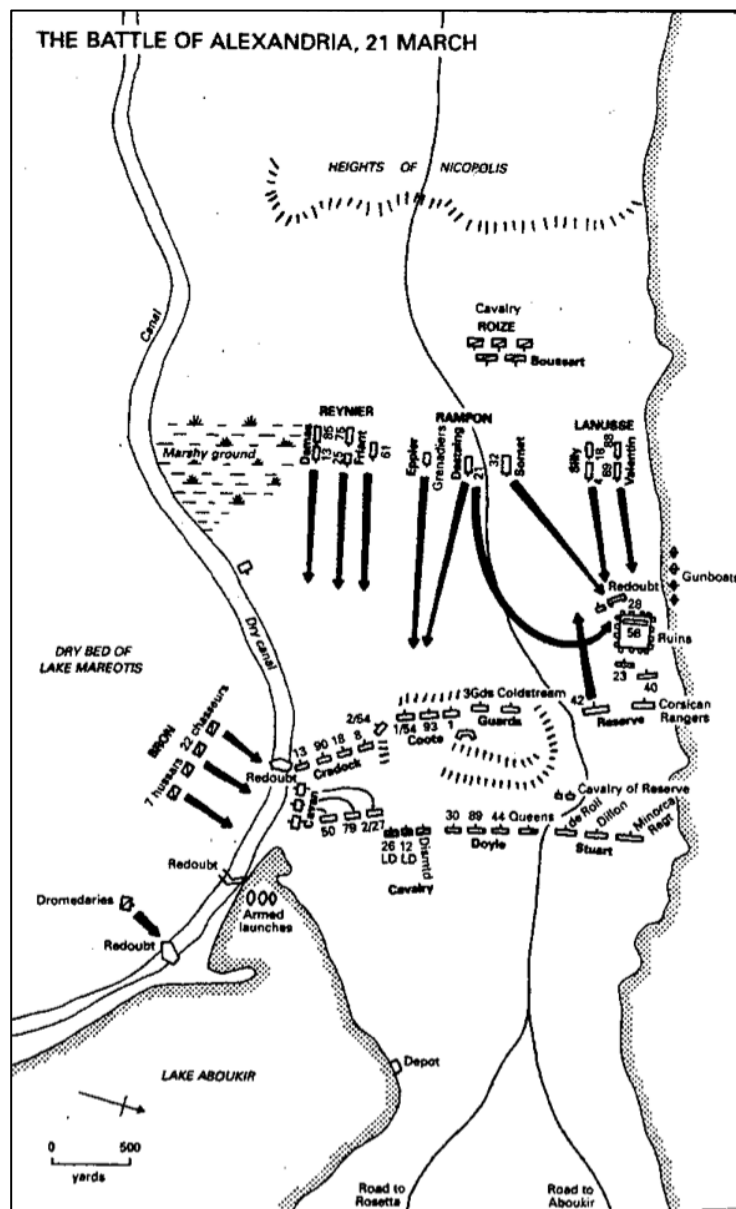 THE BATTLE OF ALEXANDRIA, 21 MARCH
HEIGHTS OF NICOPOLIS
Canal
Cavalry
ROIZE
Boussart
REYNIER
RAMPON
LANUSSE
Marshy ground
Damas
13 85
25 75
Friant
61
Eppler
Grenadiers
Destaing
21
32
Sornet
Silly
4 18
69 88
Valentin
Redoubt
Gunboats
28
58
Ruins
23
40
DRY BED OF
LAKE MAREOTIS
Dry canal
42
Reserve
Corsican
Rangers
3Gds Coldstream
Guards
2/54
1/54
93
1
Coote
BRON
22 chasseurs
7 hussars
Redoubt
13
90
18
8
Cradock
Cavan
50
79
2/27
Cavalry of Reserve
30
89
44
Queens
Doyle
de Roll
Dillon
Minorca
Regt
Stuart
26
LD
12
LD
Dismtd
Cavalry
Redoubt
Dromedaries
Redoubt
Armed
launches
LAKE ABOUKIR
Depot
0 500
yards
Road to
Rosetta
Road to
Aboukir